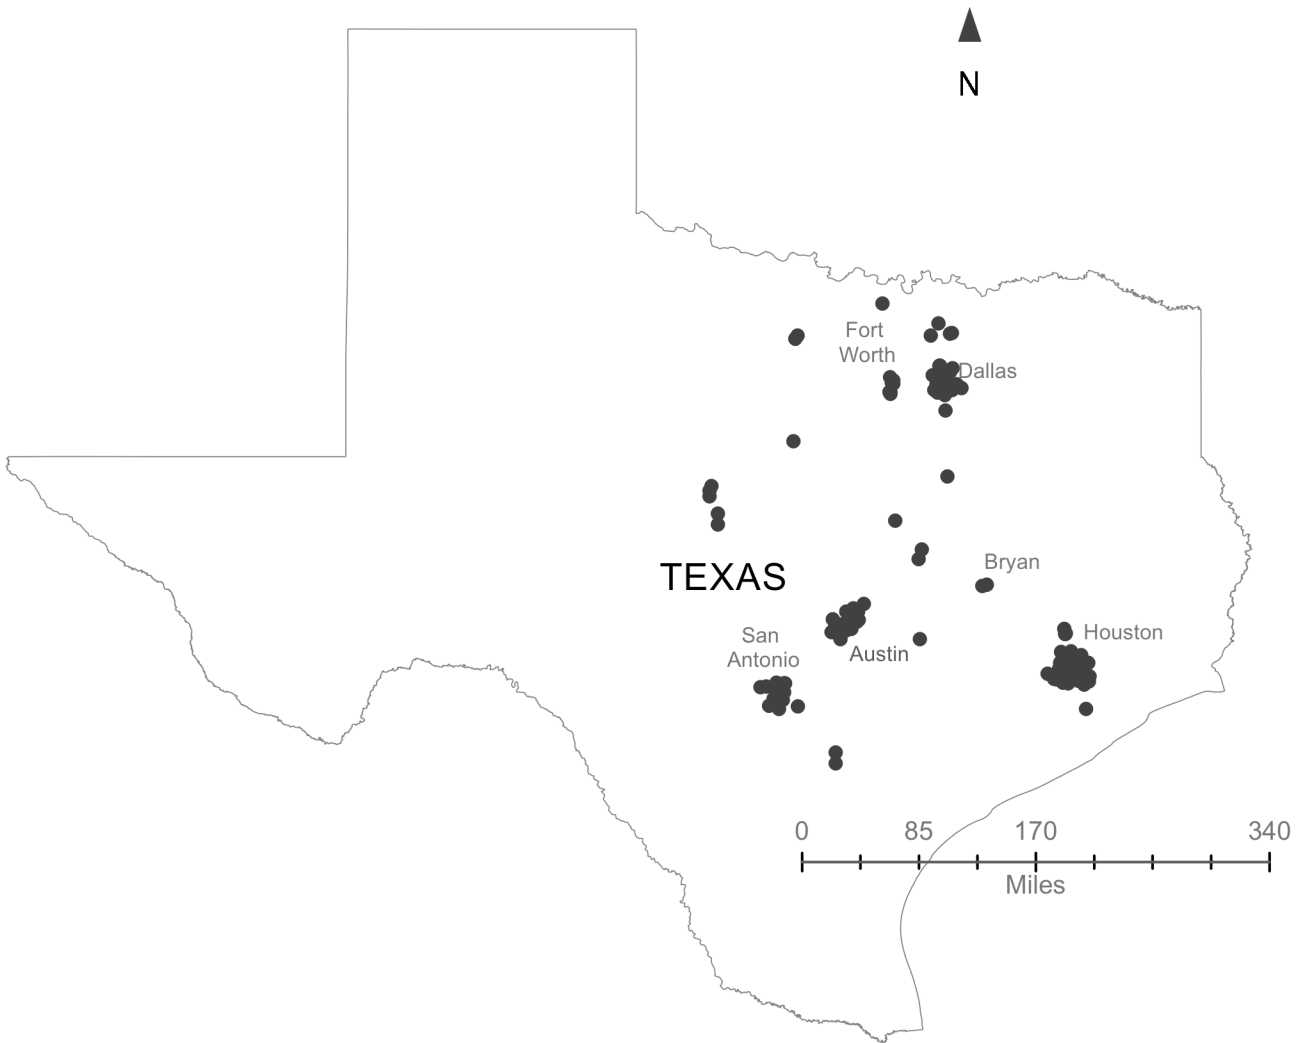 N
Fort
Worth
Dallas
TEXAS
Bryan
San
Antonio
Austin
Houston
0 85 170 340
Miles